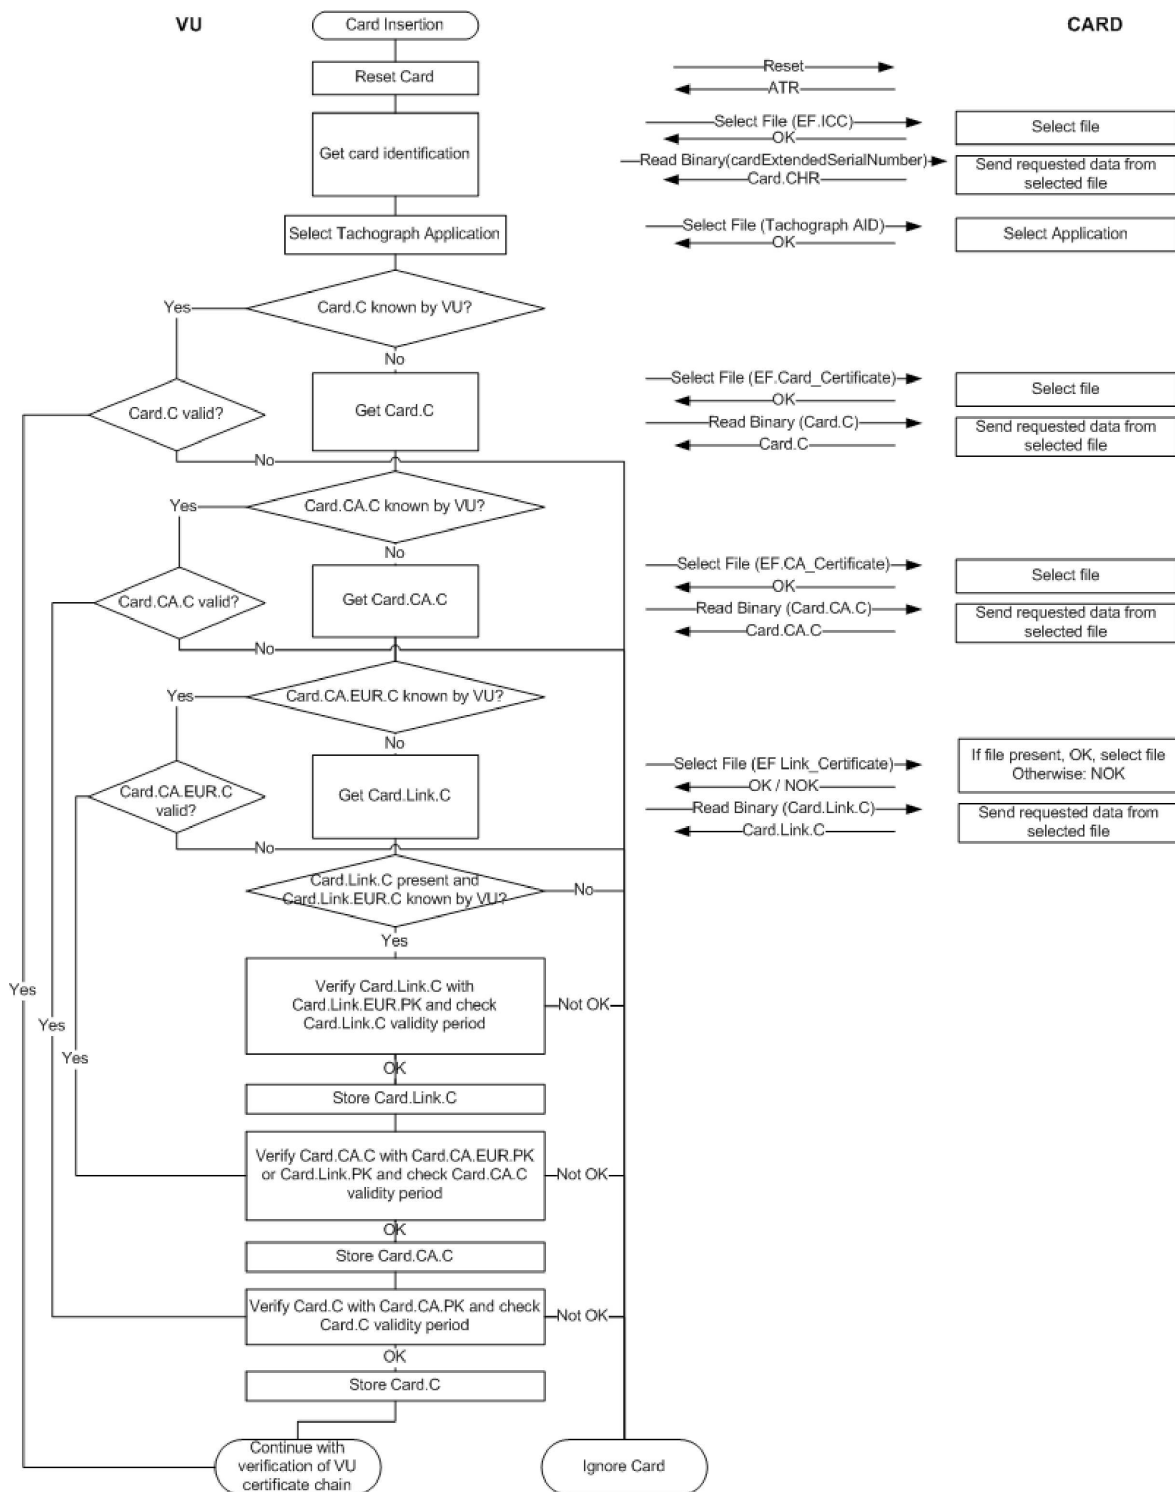 VU
Card Insertion
CARD
Reset Card
Reset
ATR
Get card identification
Select File (EF.ICC)
OK
Select file
Read Binary(cardExtendedSerialNumber)
Card.CHR
Send requested data from
selected file
Select Tachograph Application
Select File (Tachograph AID)
OK
Select Application
Card.C known by VU?
Yes
No
Card.C valid?
Get Card.C
Select File (EF.Card_Certificate)
OK
Select file
Read Binary (Card.C)
Card.C
Send requested data from
selected file
No
Card.CA.C known by VU?
Yes
No
Card.CA.C valid?
Get Card.CA.C
Select File (EF.CA_Certificate)
OK
Select file
Read Binary (Card.CA.C)
Card.CA.C
Send requested data from
selected file
No
Card.CA.EUR.C known by VU?
Yes
No
Card.CA.EUR.C
valid?
Get Card.Link.C
Select File (EF Link_Certificate)
OK / NOK
If file present, OK, select file
Otherwise: NOK
Read Binary (Card.Link.C)
Card.Link.C
Send requested data from
selected file
No
Card.Link.C present and
Card.Link.EUR.C known by VU?
No
Yes
Verify Card.Link.C with
Card.Link.EUR.PK and check
Card.Link.C validity period
Not OK
Yes
Yes
Yes
OK
Store Card.Link.C
Verify Card.CA.C with Card.CA.EUR.PK
or Card.Link.PK and check Card.CA.C
validity period
Not OK
OK
Store Card.CA.C
Verify Card.C with Card.CA.PK and check
Card.C validity period
Not OK
OK
Store Card.C
Continue with
verification of VU
certificate chain
Ignore Card